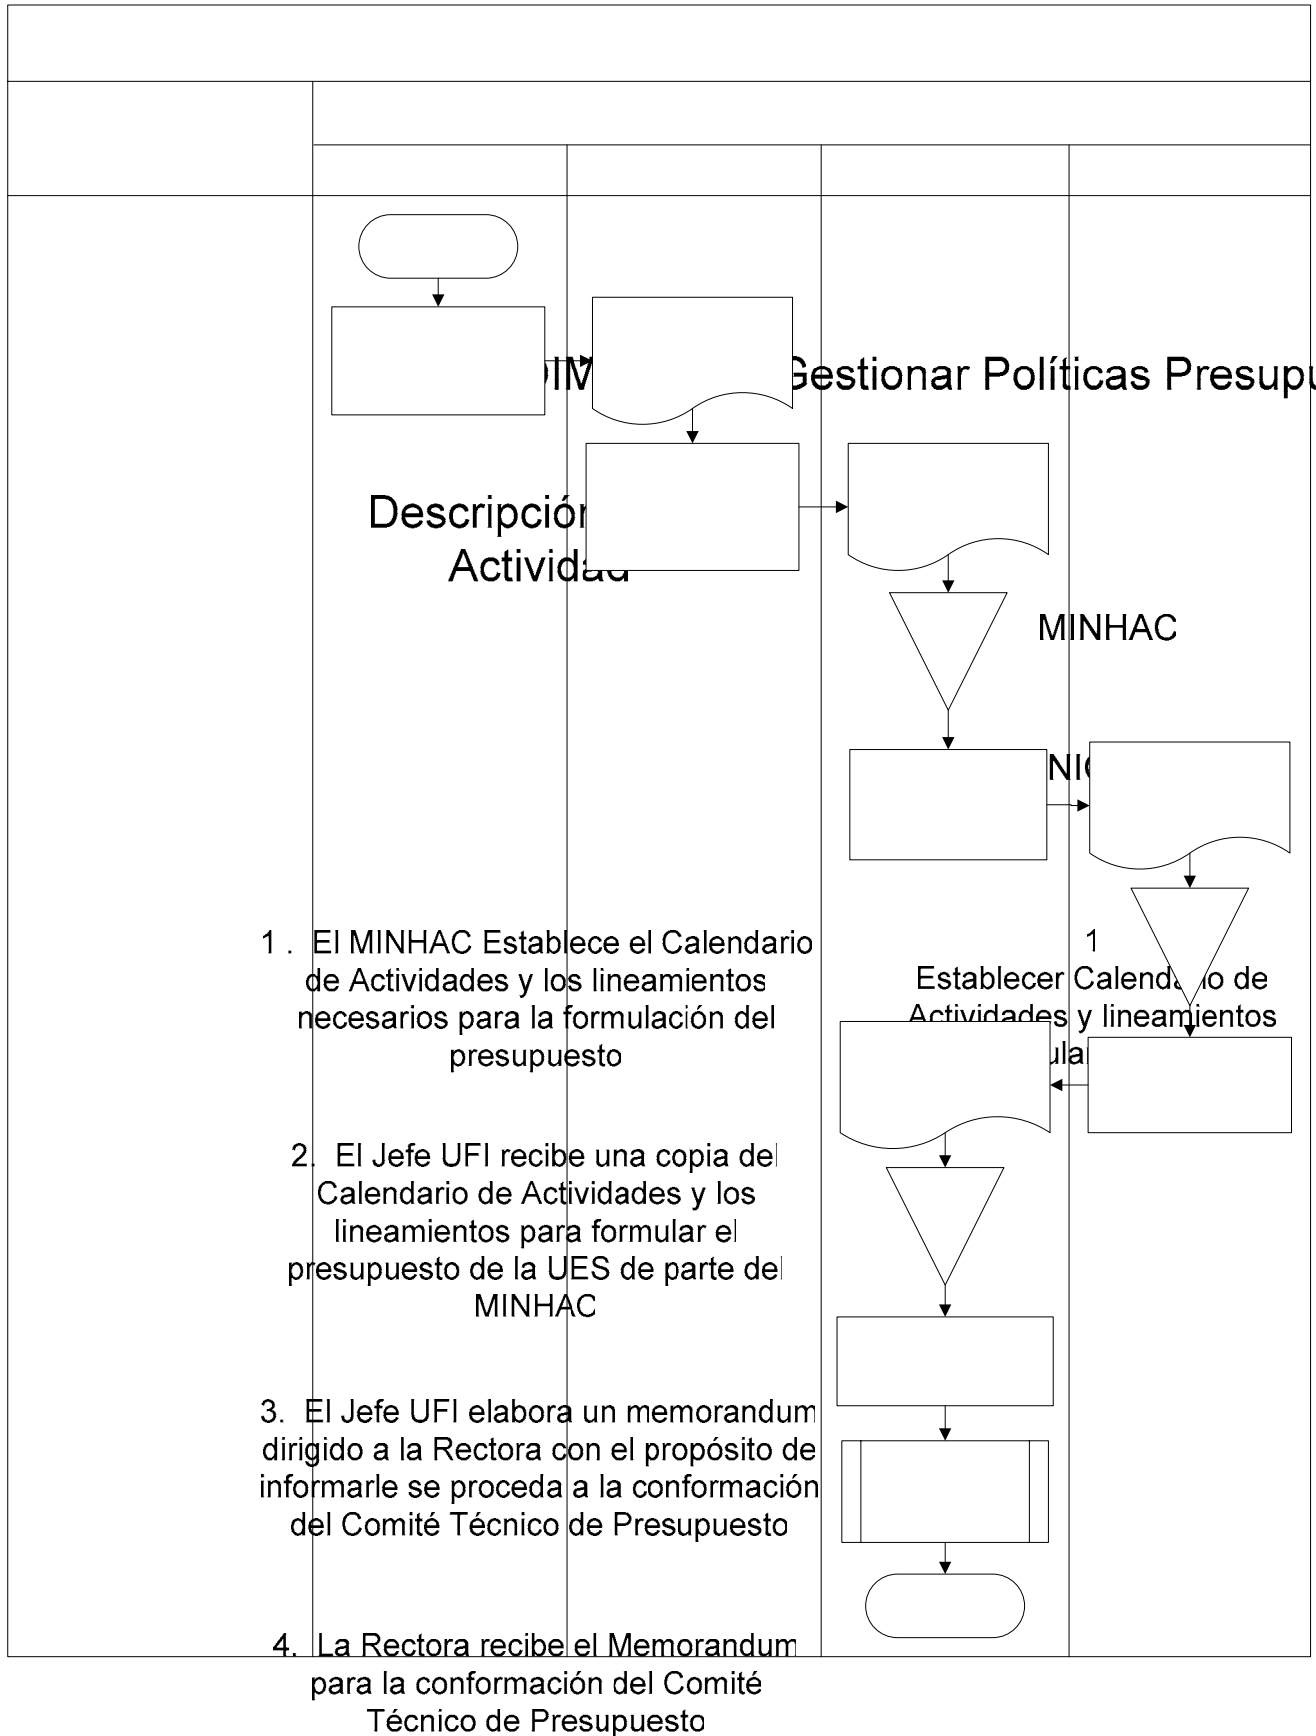 Gestionar Políticas
Descripción
Actividad
MINHAC
1 .  El MINHAC Establece el Calendario
de Actividades y los lineamientos
necesarios para la formulación del
presupuesto
1
Establecer Calendario de
Actividades y lineamientos
2.  El Jefe UFI recibe una copia del
Calendario de Actividades y los
lineamientos para formular el
presupuesto de la UES de parte del
MINHAC
3.  El Jefe UFI elabora un memorandum
dirigido a la Rectora con el propósito de
informarle se proceda a la conformación
del Comité Técnico de Presupuesto
4.  La Rectora recibe el Memorandum
para la conformación del Comité
Técnico de Presupuesto